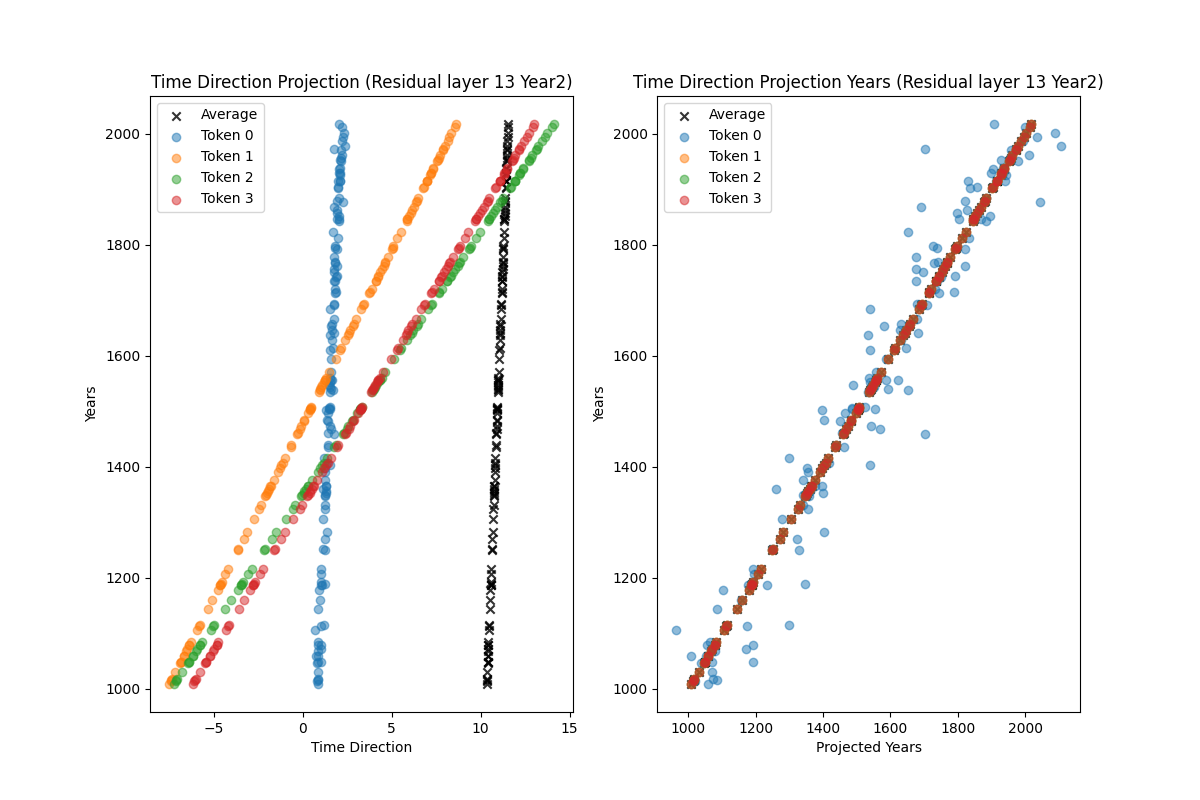 Time Direction Projection (Residual layer 13 Year2)
Average
Token 0
Token 1
Token 2
Token 3
2000
1800
1600
1400
1200
1000
Years
−5
0
5
10
15
Time Direction
Time Direction Projection Years (Residual layer 13 Year2)
Average
Token 0
Token 1
Token 2
Token 3
2000
1800
1600
1400
1200
1000
Years
1000
1200
1400
1600
1800
2000
Projected Years